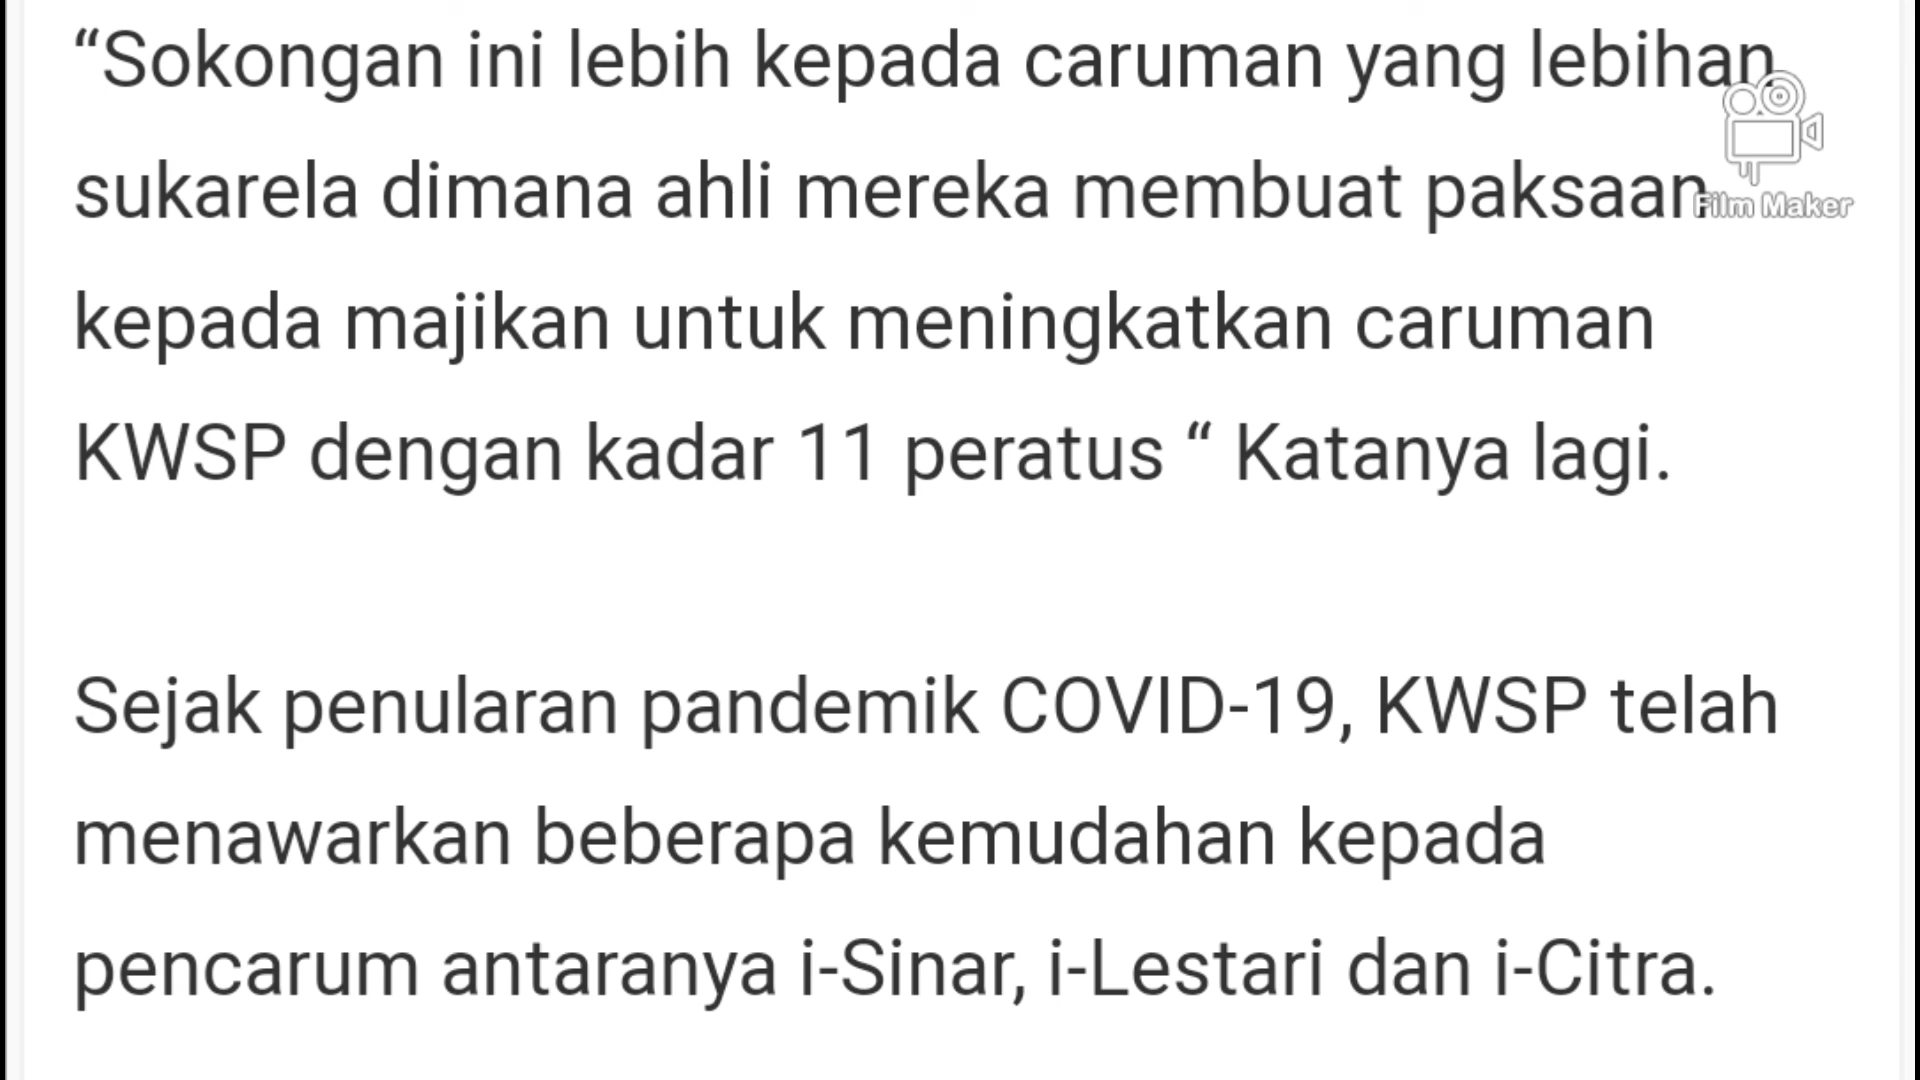 “Sokongan ini lebih kepada caruman yang lebihan
sukarela dimana ahli mereka membuat paksaan
kepada majikan untuk meningkatkan caruman
KWSP dengan kadar 11 peratus “ Katanya lagi.
Sejak penularan pandemik COVID-19, KWSP telah
menawarkan beberapa kemudahan kepada
pencarum antaranya i-Sinar, i-Lestari dan i-Citra.
Film Maker